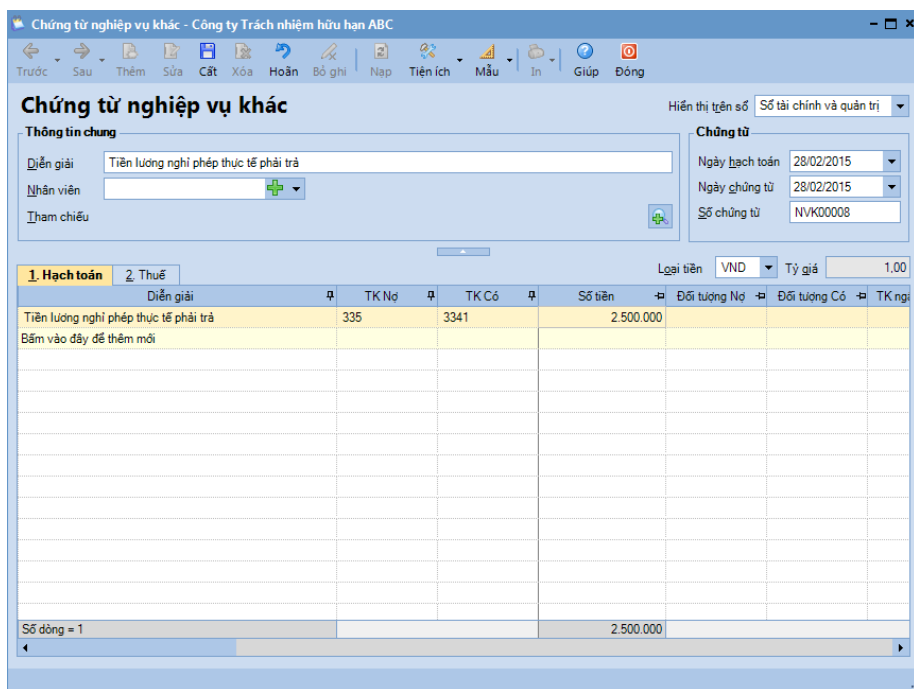 Chứng từ nghiệp vụ khác - Công ty Trách nhiệm hữu hạn ABC
Trước Sau Thêm Sửa Cất Xóa Hoãn Bỏ ghi Nạp Tiện ích Mẫu In Giúp Đóng
Chứng từ nghiệp vụ khác
Hiển thị trên sổ Sổ tài chính và quản trị
Thông tin chung
Chứng từ
Diễn giải Tiền lương nghỉ phép thực tế phải trả
Ngày hạch toán 28/02/2015
Nhân viên
Ngày chứng từ 28/02/2015
Tham chiếu
Số chứng từ NVK00008
1. Hạch toán 2. Thuế
Loại tiền VND Tỷ giá 1,00
Diễn giải TK Nợ TK Có Số tiền Đối tượng Nợ Đối tượng Có TK ngâ
Tiền lương nghỉ phép thực tế phải trả 335 3341 2.500.000
Bấm vào đây để thêm mới
Số dòng = 1 2.500.000